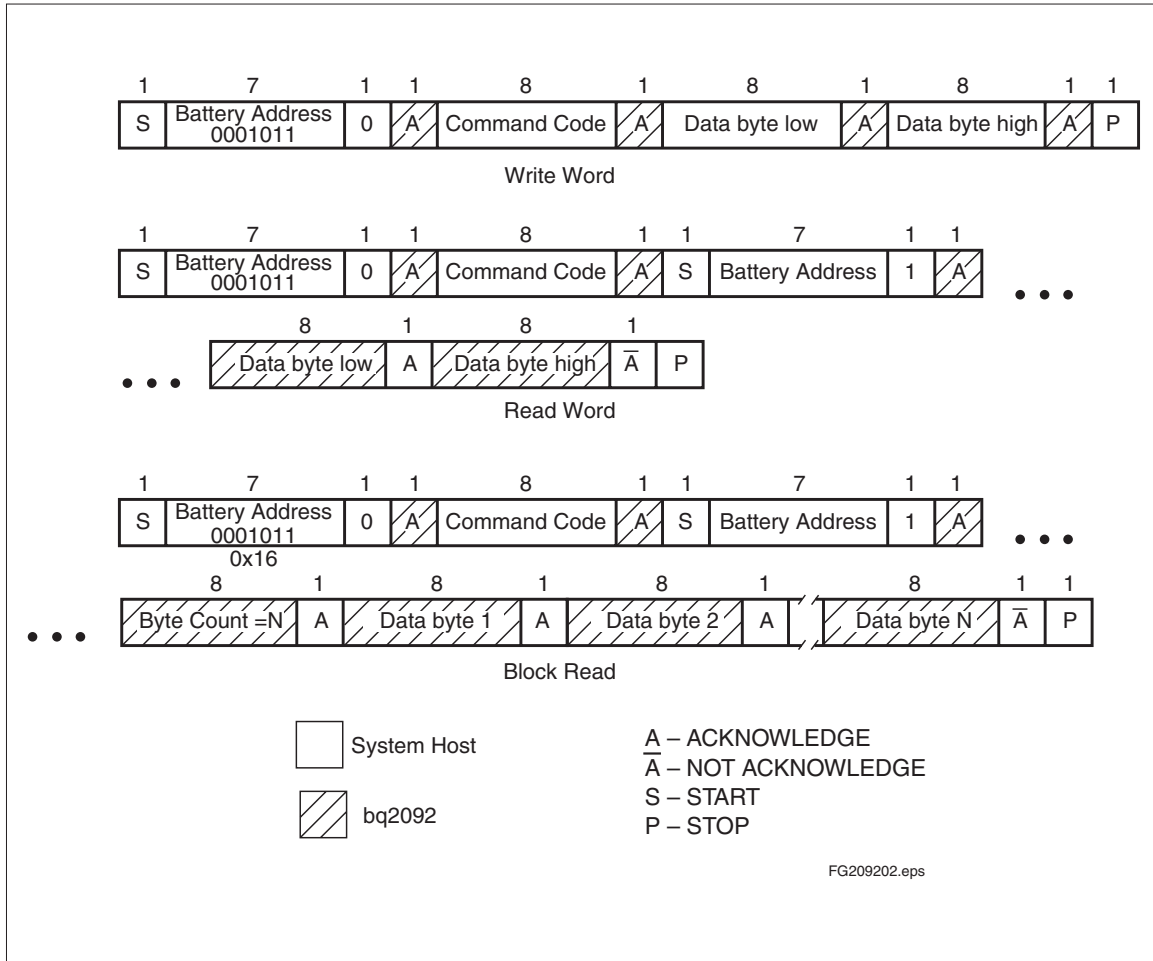 1 7 1 1 8 1 8 1 8 1 1
S Battery Address 0001011 0 A Command Code A Data byte low A Data byte high A P
Write Word
1 7 1 1 8 1 1 7 1 1
S Battery Address 0001011 0 A Command Code A S Battery Address 1 A
8 1 8 1
Data byte low A Data byte high A̅ P
Read Word
1 7 1 1 8 1 1 7 1 1
S Battery Address 0001011 0 A Command Code A S Battery Address 1 A
0x16
8 1 8 1 8 1 8 1 1
Byte Count =N A Data byte 1 A Data byte 2 A Data byte N A̅ P
Block Read
System Host
bq2092
A – ACKNOWLEDGE
A̅ – NOT ACKNOWLEDGE
S – START
P – STOP
FG209202.eps